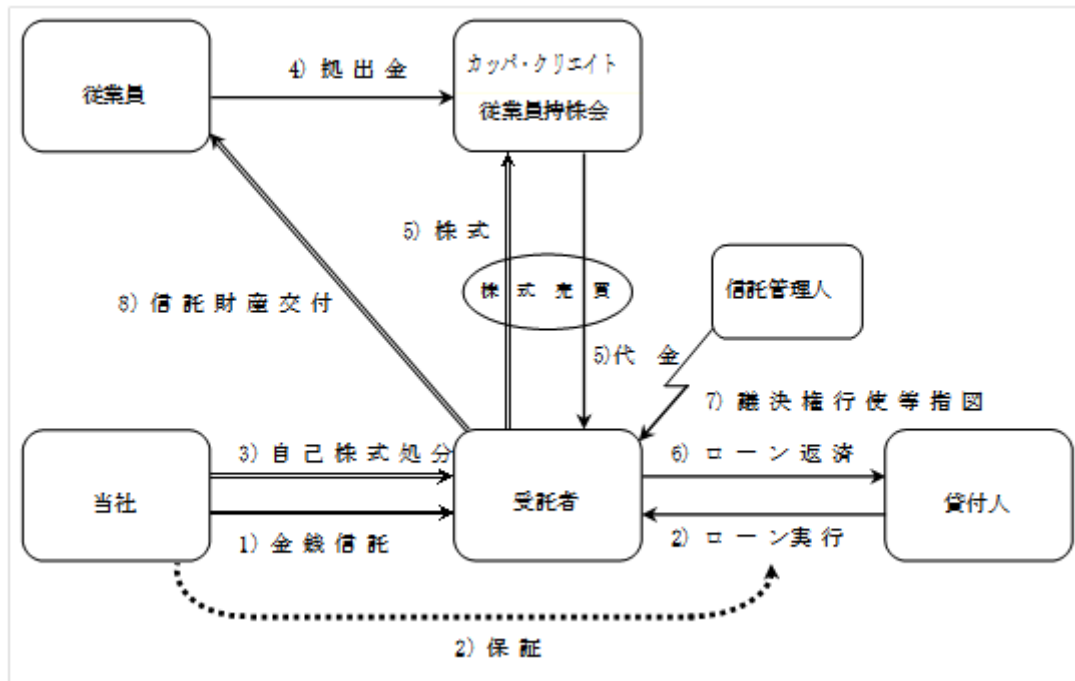 従業員
4) 拠出金
カッパ・クリエイト
従業員持株会
5) 株式
株式売買
信託管理人
8) 信託財産交付
5)代金
7) 議決権行使等指図
3) 自己株式処分
6) ローン返済
当社
受託者
貸付人
1) 金銭信託
2) ローン実行
2) 保証